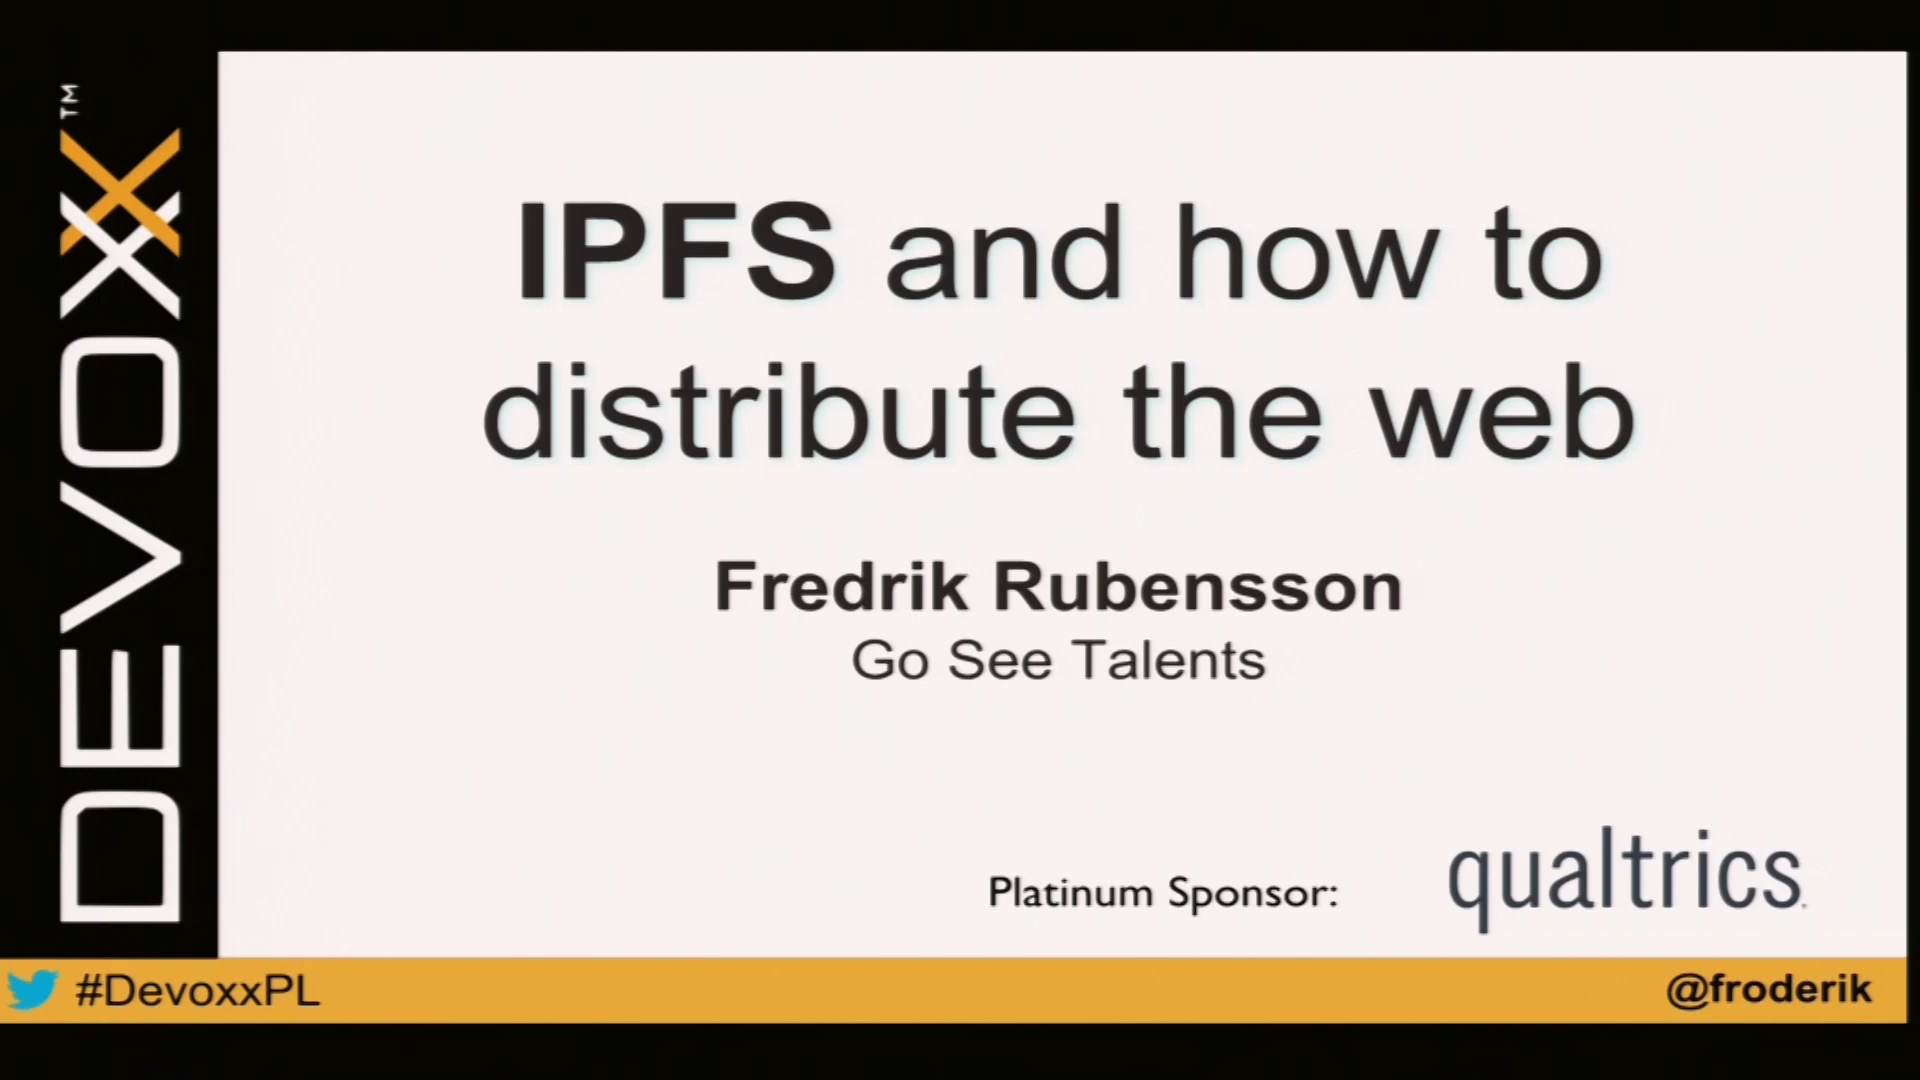 DEVOXX™
IPFS and how to
distribute the web
Fredrik Rubensson
Go See Talents
Platinum Sponsor:
qualtrics.
#DevoxxPL
@froderik